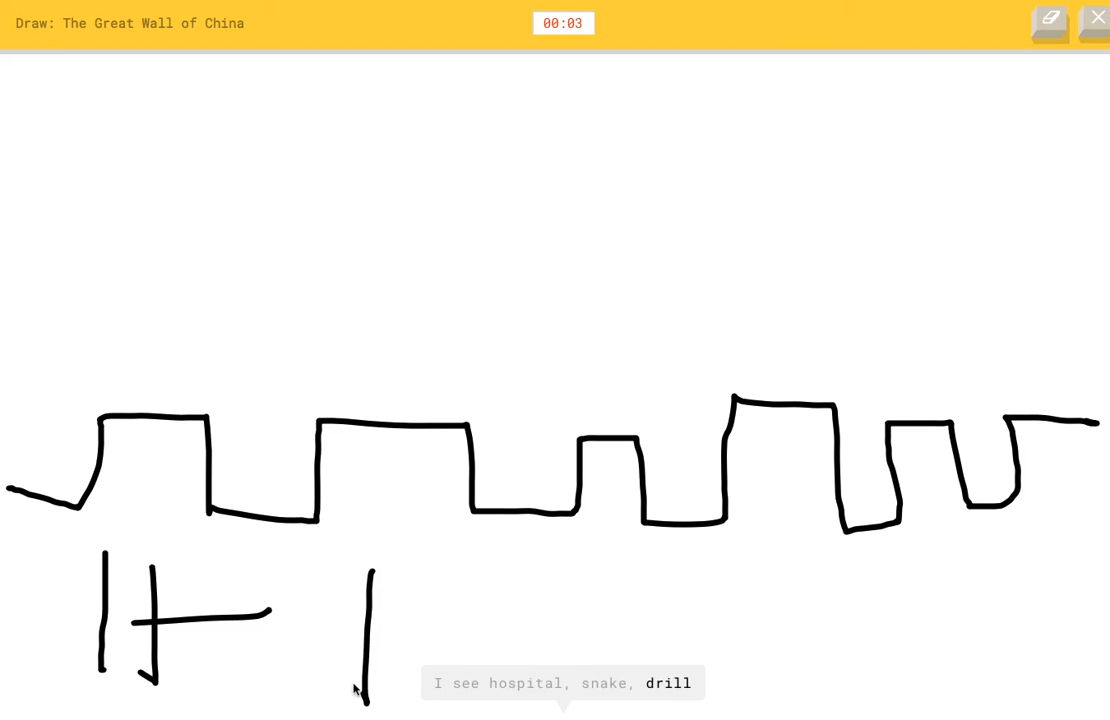 Draw: The Great Wall of China
00:03
I see hospital, snake, drill